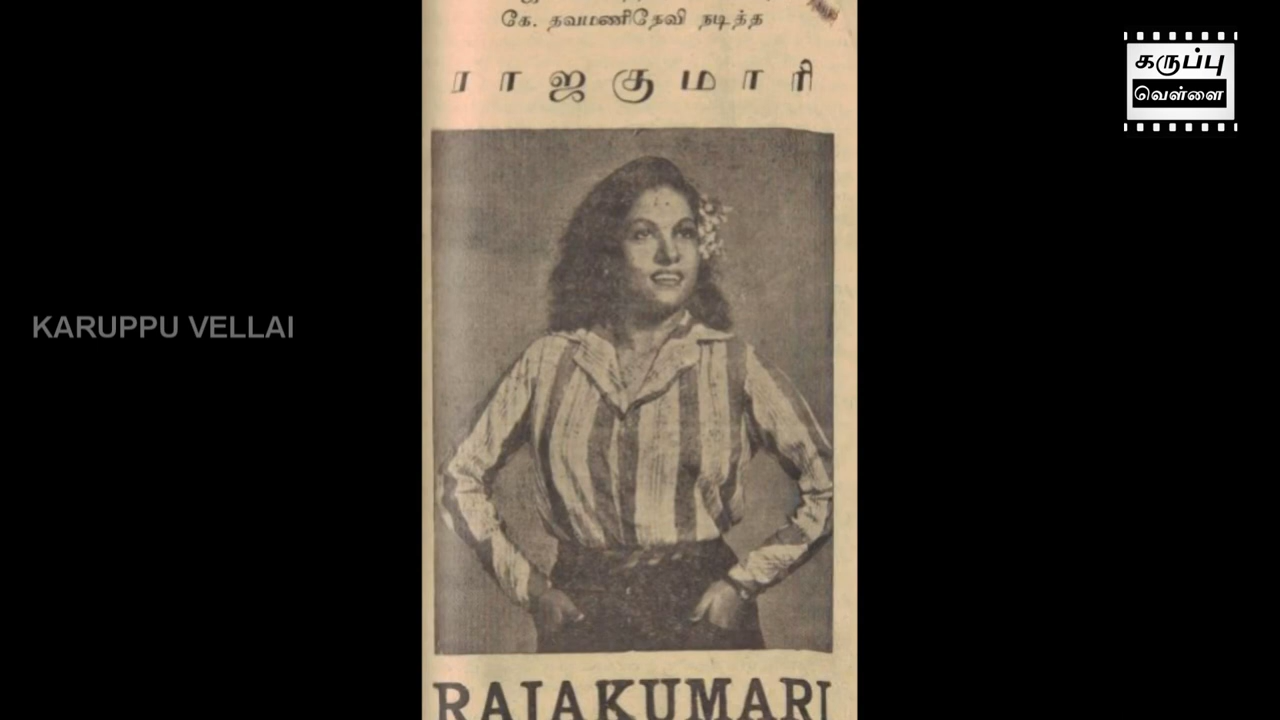 கே. தவமணிதேவி நடித்த
ராஜகுமாரி
கருப்பு
வெள்ளை
KARUPPU VELLAI
RAJAKUMARI